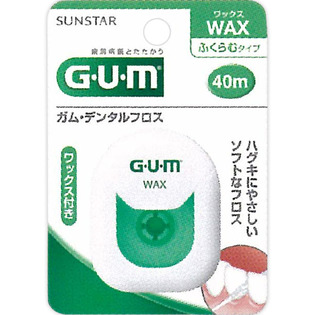 SUNSTAR
ワックス
WAX
ふくらむタイプ
歯周病菌とたたかう
G・U・M
40m
ガム・デンタルフロス
ワックス付き
G・U・M
WAX
ハグキにやさしい
ソフトなフロス